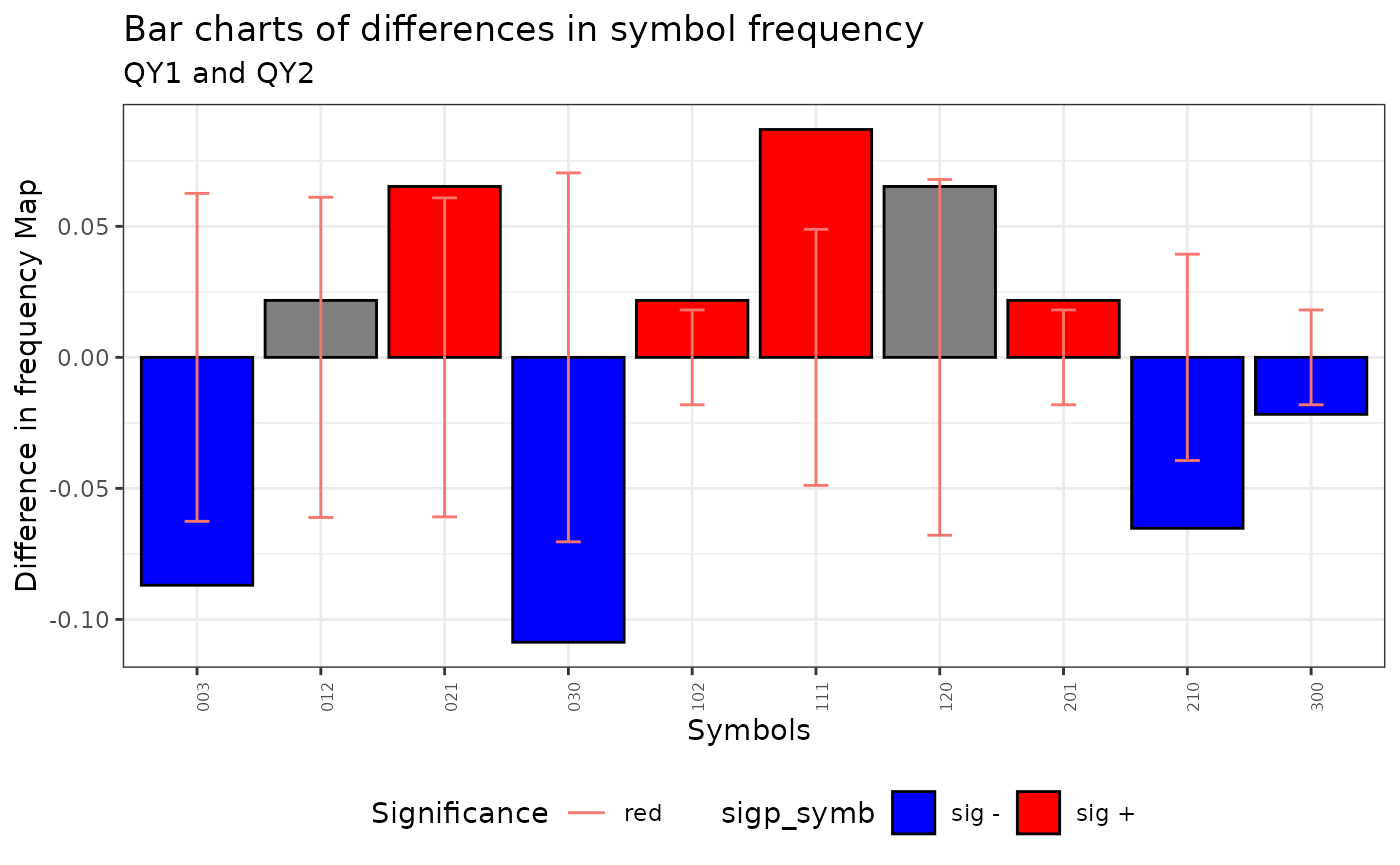 Bar charts of differences in symbol frequency
QY1 and QY2
Difference in frequency Map
0.05
0.00
-0.05
-0.10
003 012 021 030 102 111 120 201 210 300
Symbols
Significance red sigp_symb sig - sig +